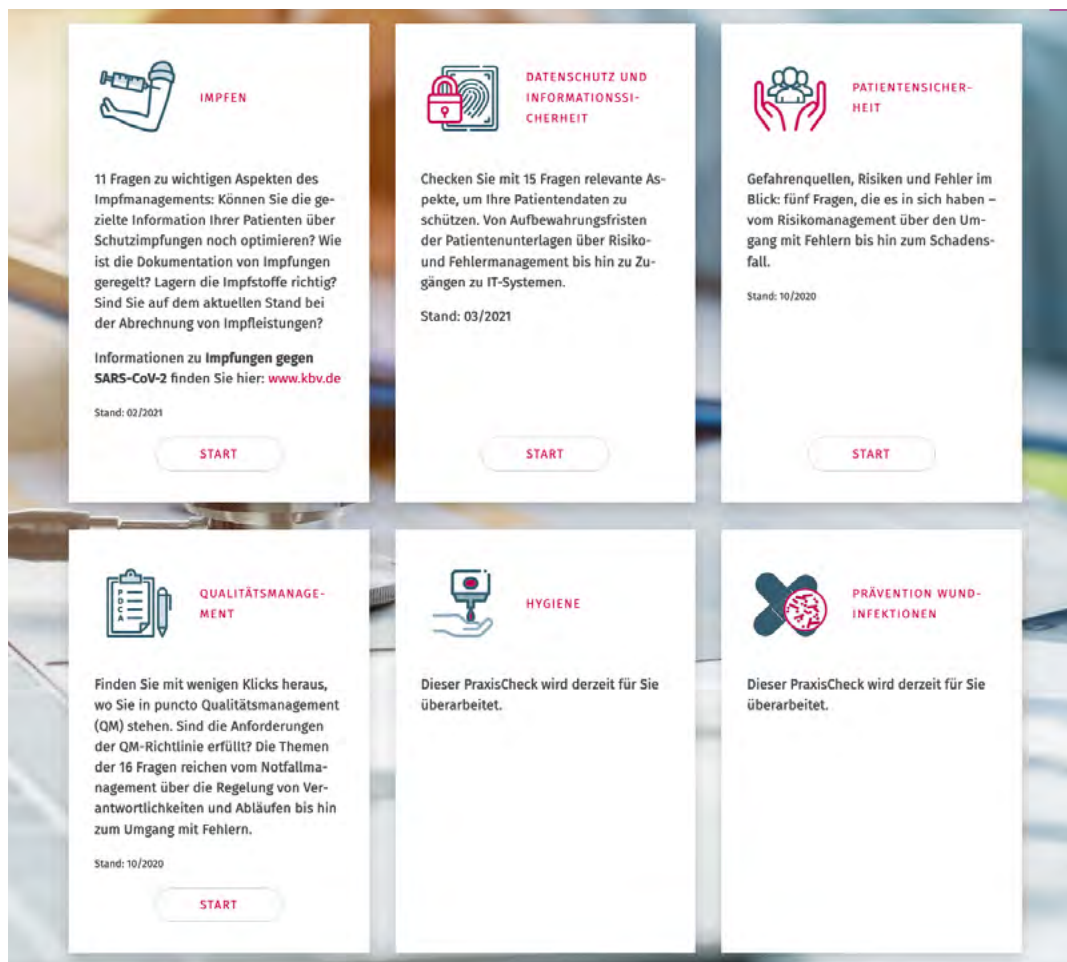 IMPFEN
11 Fragen zu wichtigen Aspekten des
Impfmanagements: Können Sie die ge-
zielte Information Ihrer Patienten über
Schutzimpfungen noch optimieren? Wie
ist die Dokumentation von Impfungen
geregelt? Lagern die Impfstoffe richtig?
Sind Sie auf dem aktuellen Stand bei
der Abrechnung von Impfleistungen?
Informationen zu Impfungen gegen
SARS-CoV-2 finden Sie hier: www.kbv.de
Stand: 02/2021
START
DATENSCHUTZ UND
INFORMATIONSSI-
CHERHEIT
Checken Sie mit 15 Fragen relevante As-
pekte, um Ihre Patientendaten zu
schützen. Von Aufbewahrungsfristen
der Patientenunterlagen über Risiko-
und Fehlermanagement bis hin zu Zu-
gängen zu IT-Systemen.
Stand: 03/2021
START
PATIENTENSICHER-
HEIT
Gefahrenquellen, Risiken und Fehler im
Blick: fünf Fragen, die es in sich haben –
vom Risikomanagement über den Um-
gang mit Fehlern bis hin zum Schadens-
fall.
Stand: 10/2020
START
P
D
C
A
QUALITÄTSMANAGE-
MENT
Finden Sie mit wenigen Klicks heraus,
wo Sie in puncto Qualitätsmanagement
(QM) stehen. Sind die Anforderungen
der QM-Richtlinie erfüllt? Die Themen
der 16 Fragen reichen vom Notfallma-
nagement über die Regelung von Ver-
antwortlichkeiten und Abläufen bis hin
zum Umgang mit Fehlern.
Stand: 10/2020
START
HYGIENE
Dieser PraxisCheck wird derzeit für Sie
überarbeitet.
PRÄVENTION WUND-
INFEKTIONEN
Dieser PraxisCheck wird derzeit für Sie
überarbeitet.